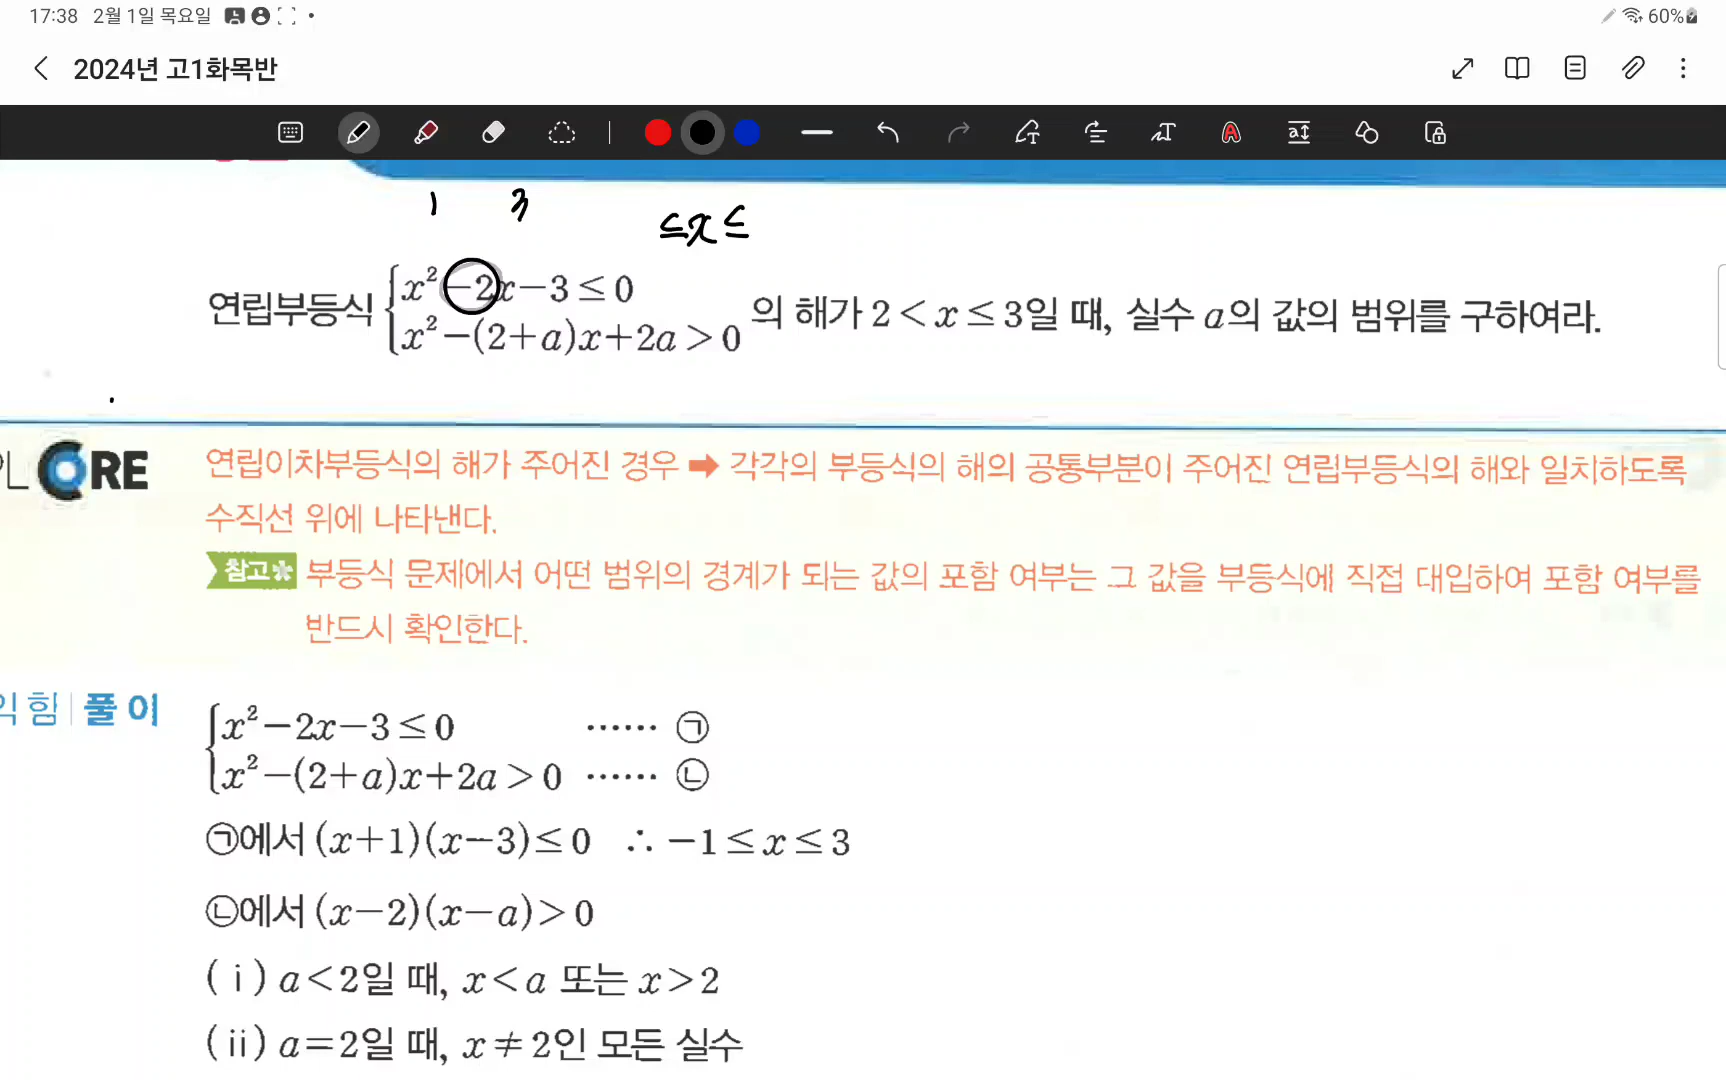 17:38 2월 1일 목요일
60%
2024년 고1화목반
1 3 ≤x≤
연립부등식 {x²-2x-3≤0
x²-(2+a)x+2a>0 의 해가 2<x≤3일 때, 실수 a의 값의 범위를 구하여라.
CORE 연립이차부등식의 해가 주어진 경우 ➡ 각각의 부등식의 해의 공통부분이 주어진 연립부등식의 해와 일치하도록
수직선 위에 나타낸다.
참고* 부등식 문제에서 어떤 범위의 경계가 되는 값의 포함 여부는 그 값을 부등식에 직접 대입하여 포함 여부를
반드시 확인한다.
익힘 | 풀이 {x²-2x-3≤0 ······ ㉠
x²-(2+a)x+2a>0 ······ ㉡
㉠에서 (x+1)(x-3)≤0 ∴ -1≤x≤3
㉡에서 (x-2)(x-a)>0
(ⅰ) a<2일 때, x<a 또는 x>2
(ⅱ) a=2일 때, x≠2인 모든 실수